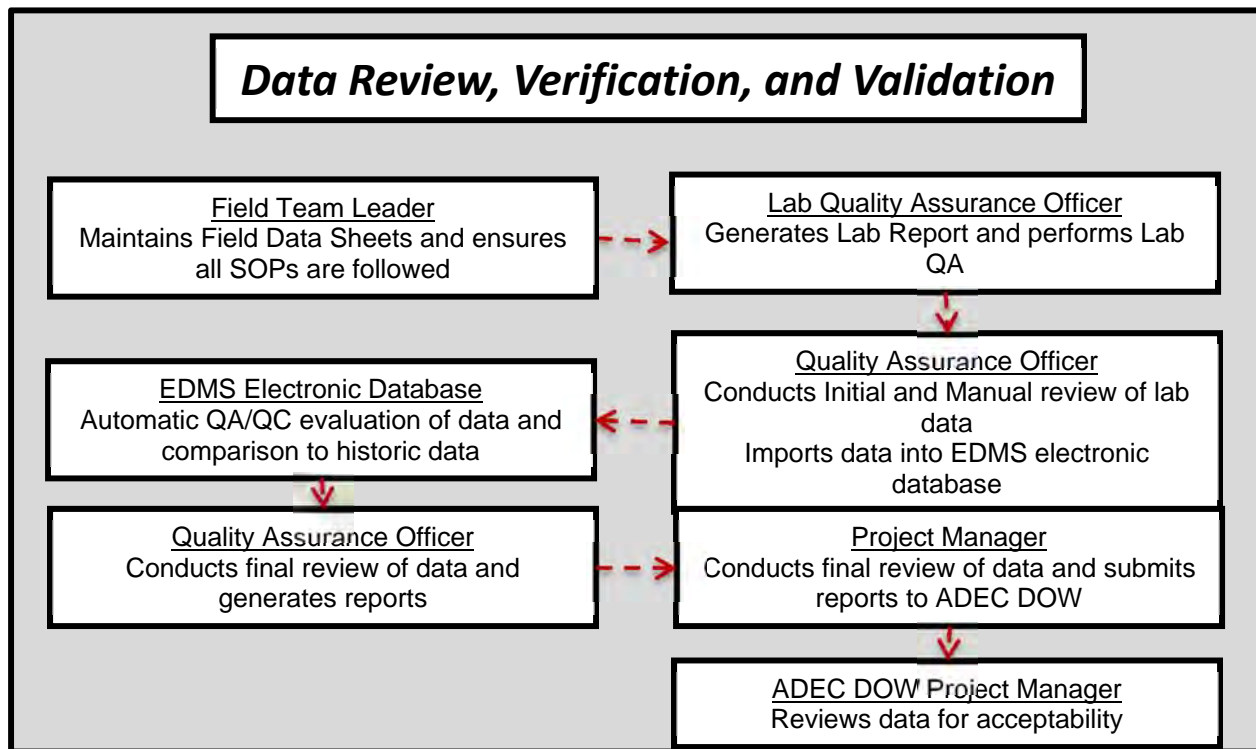 Data Review, Verification, and Validation
Field Team Leader
Maintains Field Data Sheets and ensures
all SOPs are followed
Lab Quality Assurance Officer
Generates Lab Report and performs Lab
QA
Quality Assurance Officer
Conducts Initial and Manual review of lab
data
Imports data into EDMS electronic
database
EDMS Electronic Database
Automatic QA/QC evaluation of data and
comparison to historic data
Quality Assurance Officer
Conducts final review of data and
generates reports
Project Manager
Conducts final review of data and submits
reports to ADEC DOW
ADEC DOW Project Manager
Reviews data for acceptability